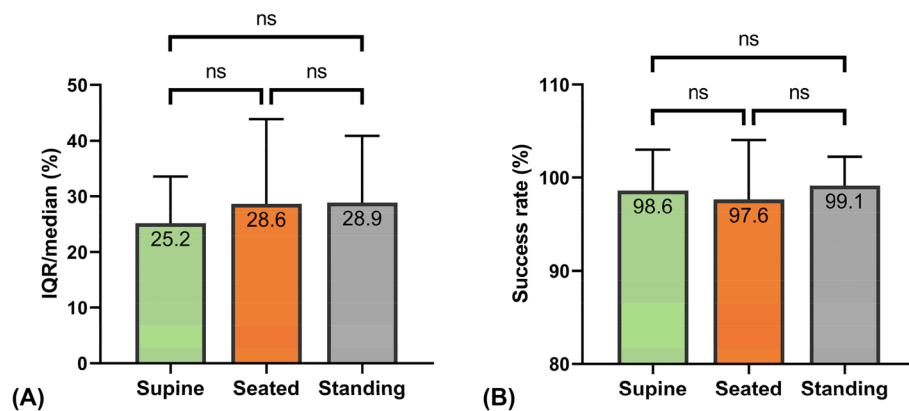 ns
ns ns
50
40
30
20
10
0
IQR/median (%)
25.2
28.6
28.9
Supine Seated Standing
(A)
ns
ns ns
110
100
90
80
Success rate (%)
98.6
97.6
99.1
Supine Seated Standing
(B)